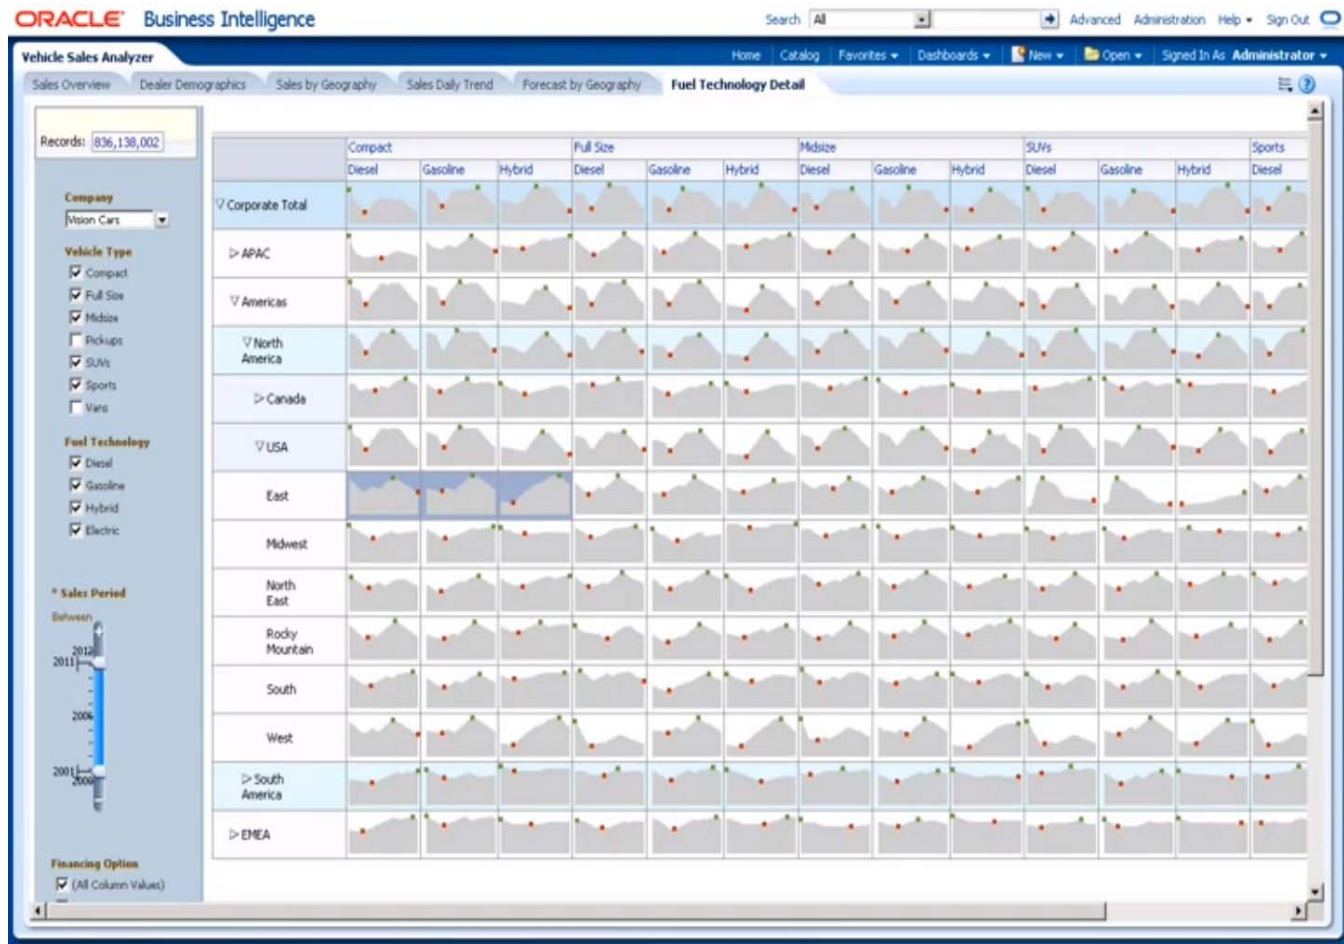 ORACLE Business Intelligence
Search All Advanced Administration Help Sign Out
Vehicle Sales Analyzer
Home Catalog Favorites Dashboards New Open Signed In As Administrator
Sales Overview Dealer Demographics Sales by Geography Sales Daily Trend Forecast by Geography Fuel Technology Detail
Records: 836,138,002
Company
Vision Cars
Vehicle Type
Compact
Full Size
Midsize
Pickups
SUVs
Sports
Vans
Fuel Technology
Diesel
Gasoline
Hybrid
Electric
* Sales Period
Between
2012
2011
2006
2001
2000
Financing Option
(All Column Values)
Compact Full Size Midsize SUVs Sports
Diesel Gasoline Hybrid Diesel Gasoline Hybrid Diesel Gasoline Hybrid Diesel Gasoline Hybrid Diesel
Corporate Total
APAC
Americas
North
America
Canada
USA
East
Midwest
North
East
Rocky
Mountain
South
West
South
America
EMEA